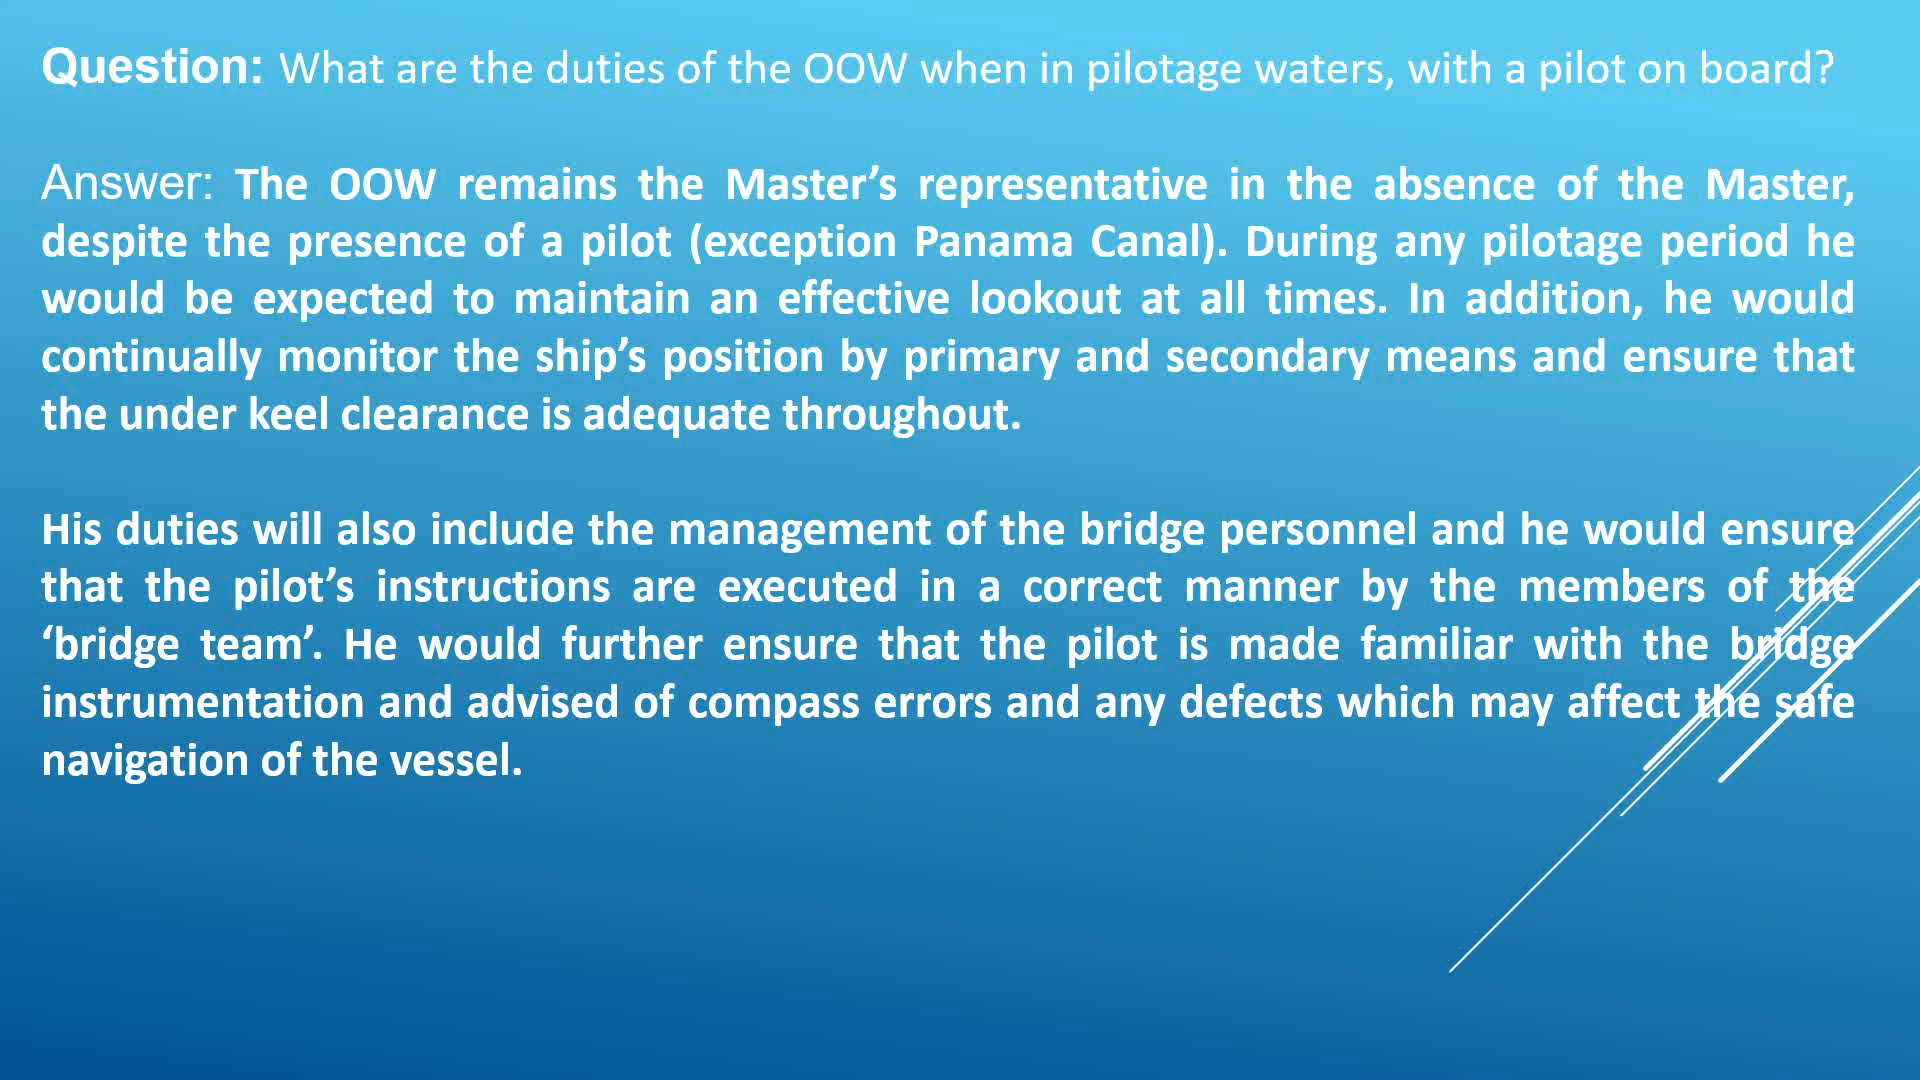 Question: What are the duties of the OOW when in pilotage waters, with a pilot on board?
Answer: The OOW remains the Master’s representative in the absence of the Master,
despite the presence of a pilot (exception Panama Canal). During any pilotage period he
would be expected to maintain an effective lookout at all times. In addition, he would
continually monitor the ship’s position by primary and secondary means and ensure that
the under keel clearance is adequate throughout.
His duties will also include the management of the bridge personnel and he would ensure
that the pilot’s instructions are executed in a correct manner by the members of the
‘bridge team’. He would further ensure that the pilot is made familiar with the bridge
instrumentation and advised of compass errors and any defects which may affect the safe
navigation of the vessel.